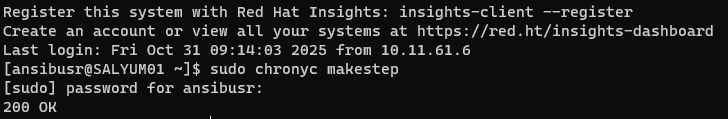 Register this system with Red Hat Insights: insights-client --register
Create an account or view all your systems at https://red.ht/insights-dashboard
Last login: Fri Oct 31 09:14:03 2025 from 10.11.61.6
[ansibusr@SALYUM01 ~]$ sudo chronyc makestep
[sudo] password for ansibusr:
200 OK